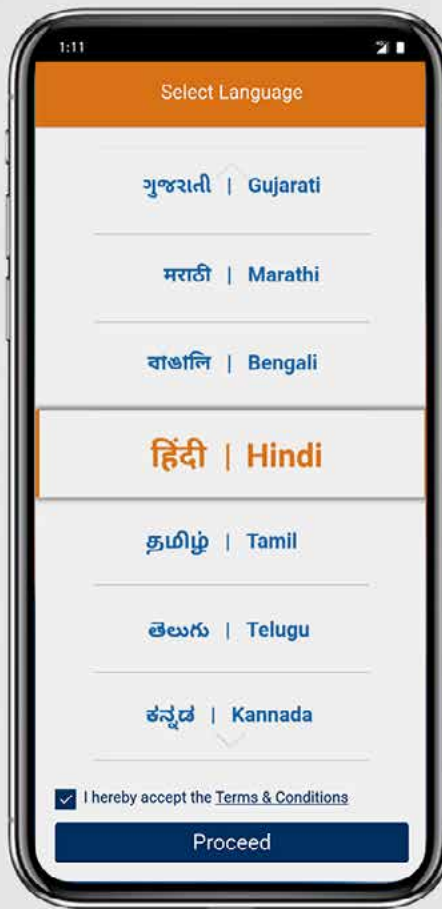 1:11
Select Language
ગુજરાતી | Gujarati
मराठी | Marathi
বাঙালি | Bengali
हिंदी | Hindi
தமிழ் | Tamil
తెలుగు | Telugu
ಕನ್ನಡ | Kannada
I hereby accept the Terms & Conditions
Proceed